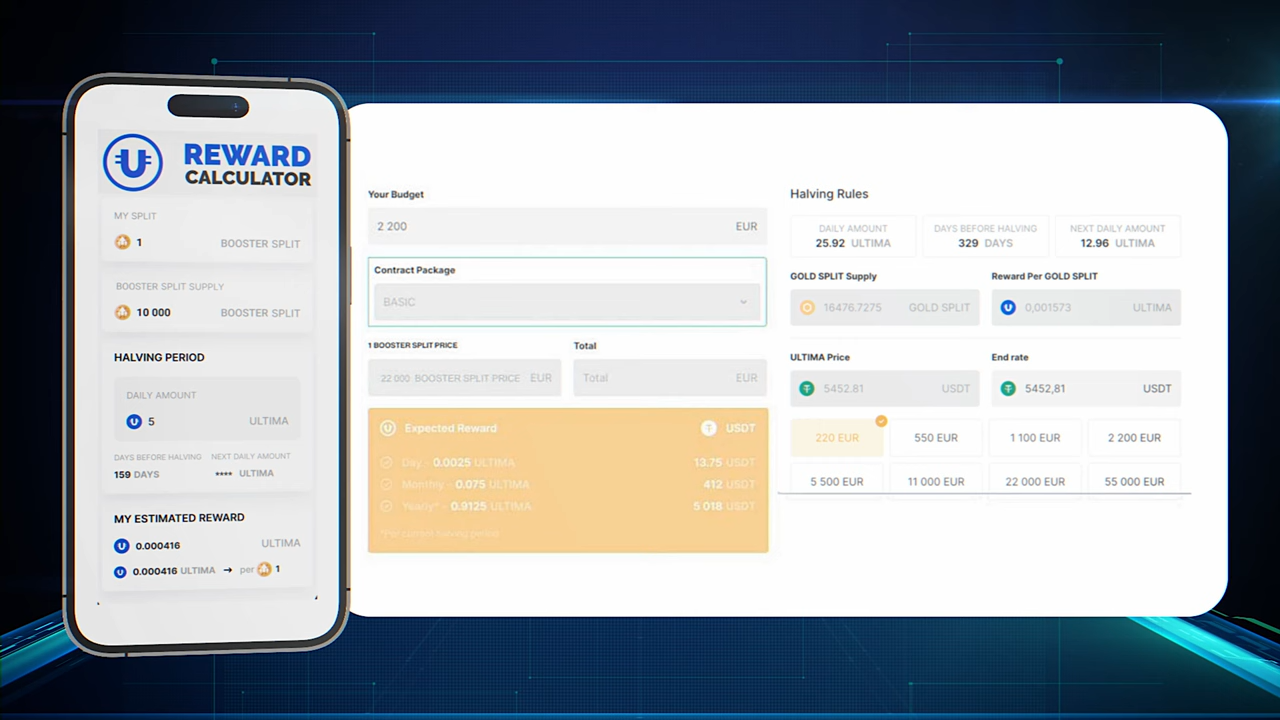 REWARD
CALCULATOR
MY SPLIT
1 BOOSTER SPLIT
BOOSTER SPLIT SUPPLY
10 000 BOOSTER SPLIT
HALVING PERIOD
DAILY AMOUNT
5 ULTIMA
DAYS BEFORE HALVING NEXT DAILY AMOUNT
159 DAYS **** ULTIMA
MY ESTIMATED REWARD
0.000416 ULTIMA
0.000416 ULTIMA → per 1
Your Budget
2 200 EUR
Contract Package
BASIC
1 BOOSTER SPLIT PRICE Total
22 000 BOOSTER SPLIT PRICE EUR Total EUR
Expected Reward USDT
Day - 0.0025 ULTIMA 13.75 USDT
Monthly - 0.075 ULTIMA 412 USDT
Yearly* - 0.9125 ULTIMA 5 018 USDT
*Per current halving period
Halving Rules
DAILY AMOUNT DAYS BEFORE HALVING NEXT DAILY AMOUNT
25.92 ULTIMA 329 DAYS 12.96 ULTIMA
GOLD SPLIT Supply Reward Per GOLD SPLIT
16476.7275 GOLD SPLIT 0,001573 ULTIMA
ULTIMA Price End rate
5452.81 USDT 5452,81 USDT
220 EUR 550 EUR 1 100 EUR 2 200 EUR
5 500 EUR 11 000 EUR 22 000 EUR 55 000 EUR